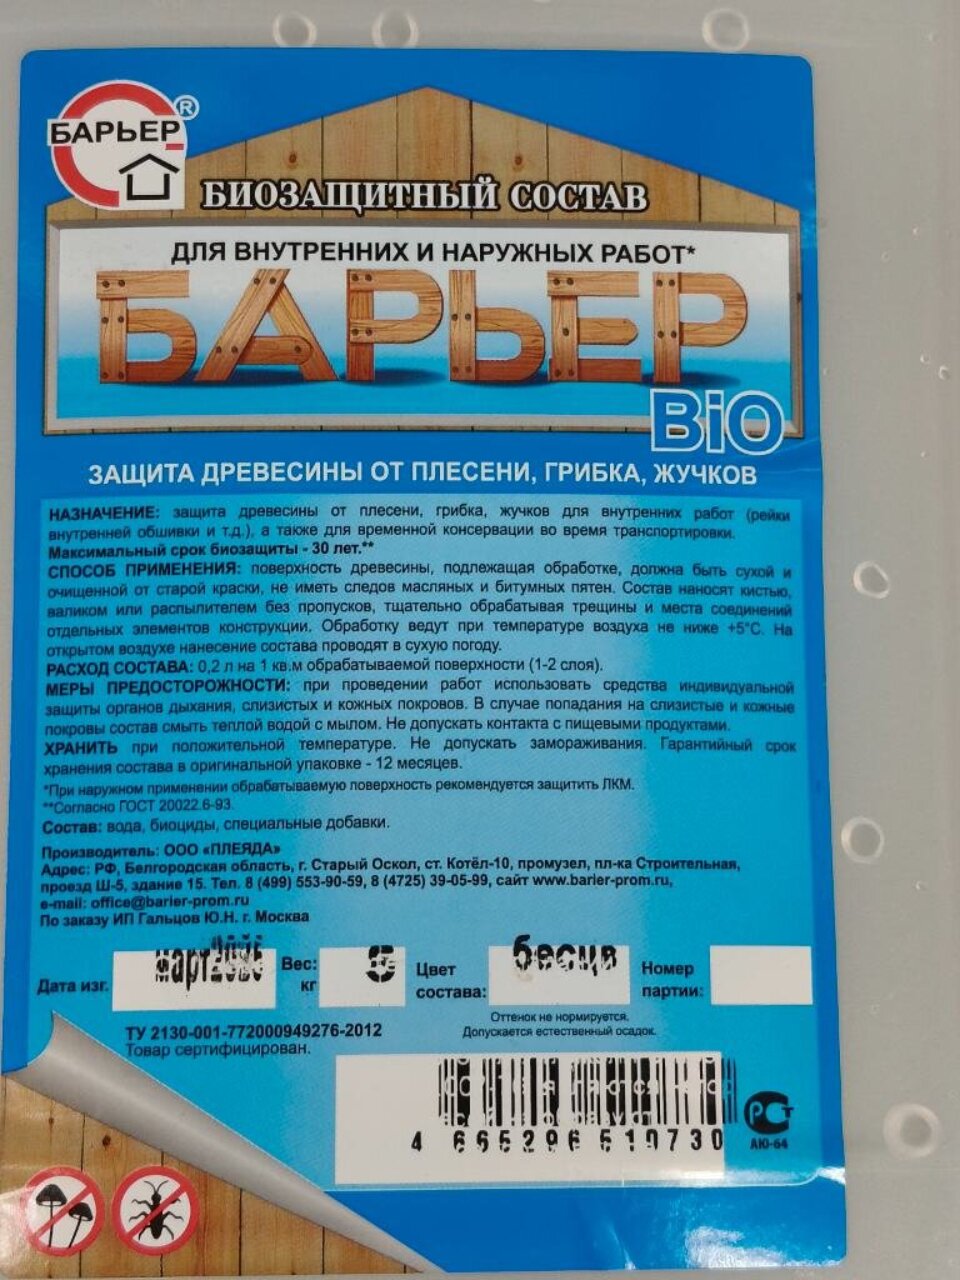 БАРЬЕР ®
БИОЗАЩИТНЫЙ СОСТАВ
ДЛЯ ВНУТРЕННИХ И НАРУЖНЫХ РАБОТ*
БАРЬЕР
BiO
ЗАЩИТА ДРЕВЕСИНЫ ОТ ПЛЕСЕНИ, ГРИБКА, ЖУЧКОВ
НАЗНАЧЕНИЕ: защита древесины от плесени, грибка, жучков для внутренних работ (рейки
внутренней обшивки и т.д.), а также для временной консервации во время транспортировки.
Максимальный срок биозащиты - 30 лет.**
СПОСОБ ПРИМЕНЕНИЯ: поверхность древесины, подлежащая обработке, должна быть сухой и
очищенной от старой краски, не иметь следов масляных и битумных пятен. Состав наносят кистью,
валиком или распылителем без пропусков, тщательно обрабатывая трещины и места соединений
отдельных элементов конструкции. Обработку ведут при температуре воздуха не ниже +5°С. На
открытом воздухе нанесение состава проводят в сухую погоду.
РАСХОД СОСТАВА: 0,2 л на 1 кв.м обрабатываемой поверхности (1-2 слоя).
МЕРЫ ПРЕДОСТОРОЖНОСТИ: при проведении работ использовать средства индивидуальной
защиты органов дыхания, слизистых и кожных покровов. В случае попадания на слизистые и кожные
покровы состав смыть теплой водой с мылом. Не допускать контакта с пищевыми продуктами.
ХРАНИТЬ при положительной температуре. Не допускать замораживания. Гарантийный срок
хранения состава в оригинальной упаковке - 12 месяцев.
*При наружном применении обрабатываемую поверхность рекомендуется защитить ЛКМ.
**Согласно ГОСТ 20022.6-93.
Состав: вода, биоциды, специальные добавки.
Производитель: ООО «ПЛЕЯДА»
Адрес: РФ, Белгородская область, г. Старый Оскол, ст. Котёл-10, промузел, пл-ка Строительная,
проезд Ш-5, здание 15. Тел. 8 (499) 553-90-59, 8 (4725) 39-05-99, сайт www.barier-prom.ru,
e-mail: office@barier-prom.ru
По заказу ИП Гальцов Ю.Н. г. Москва
Дата изг. март Вес: 5 кг Цвет состава: бесцв Номер партии:
Оттенок не нормируется.
Допускается естественный осадок.
ТУ 2130-001-772000949276-2012
Товар сертифицирован.
4 665296 510730
РСТ
АЮ-64